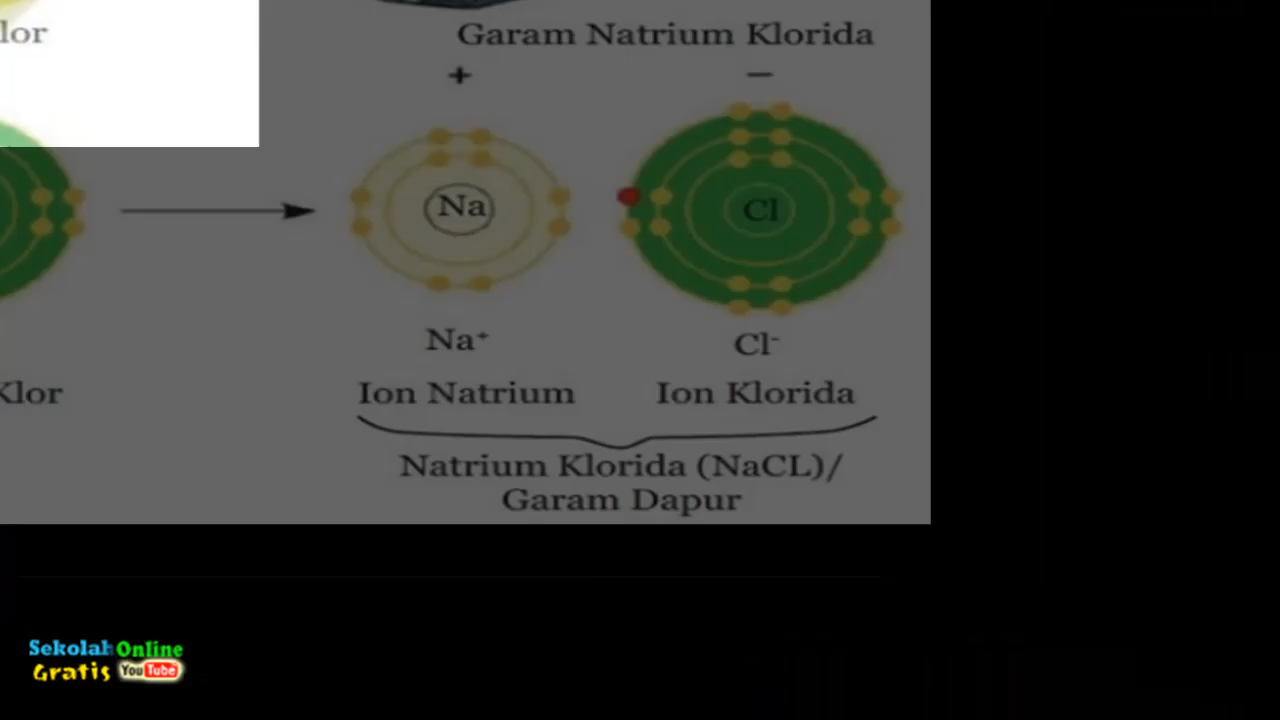 lor
Garam Natrium Klorida
+ −
Na Cl
Na⁺ Cl⁻
Klor Ion Natrium Ion Klorida
Natrium Klorida (NaCL)/
Garam Dapur
Sekolah Online
Gratis YouTube